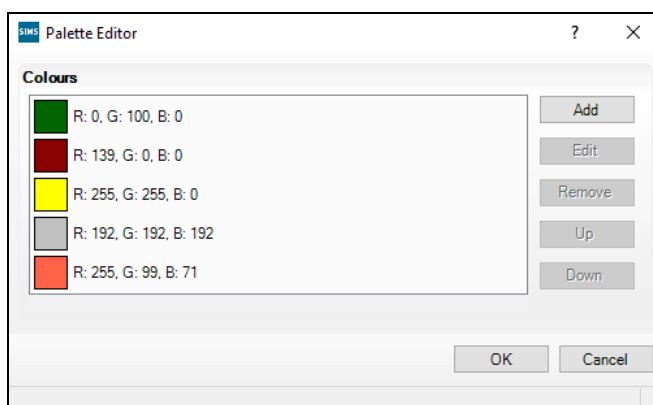 SIMS Palette Editor ? X
Colours
R: 0, G: 100, B: 0
R: 139, G: 0, B: 0
R: 255, G: 255, B: 0
R: 192, G: 192, B: 192
R: 255, G: 99, B: 71
Add
Edit
Remove
Up
Down
OK Cancel